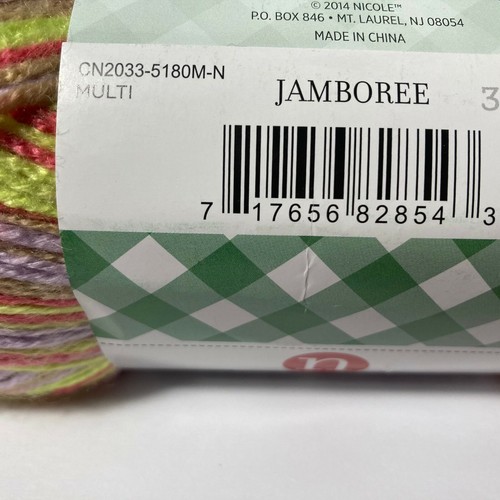 © 2014 NICOLE™
P.O. BOX 846 • MT. LAUREL, NJ 08054
MADE IN CHINA
CN2033-5180M-N
MULTI
JAMBOREE
3
7 17656 82854 3
n